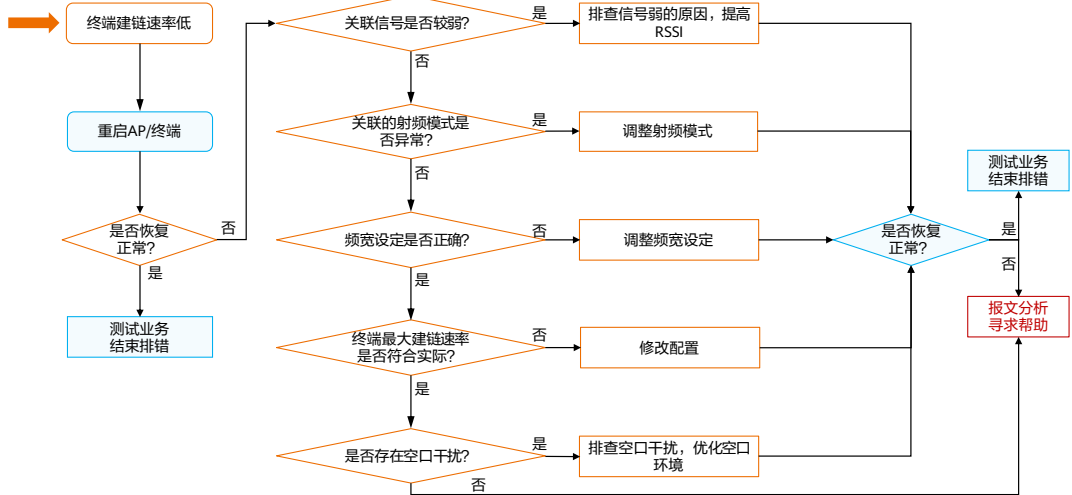 终端建链速率低
重启AP/终端
是否恢复
正常?
否
是
测试业务
结束排错
关联信号是否较弱?
是
排查信号弱的原因，提高
RSSI
否
关联的射频模式是
否异常?
是
调整射频模式
否
频宽设定是否正确?
否
调整频宽设定
是
终端最大建链速率
是否符合实际?
否
修改配置
是
是否存在空口干扰?
是
排查空口干扰，优化空口
环境
否
是否恢复
正常?
是
测试业务
结束排错
否
报文分析
寻求帮助